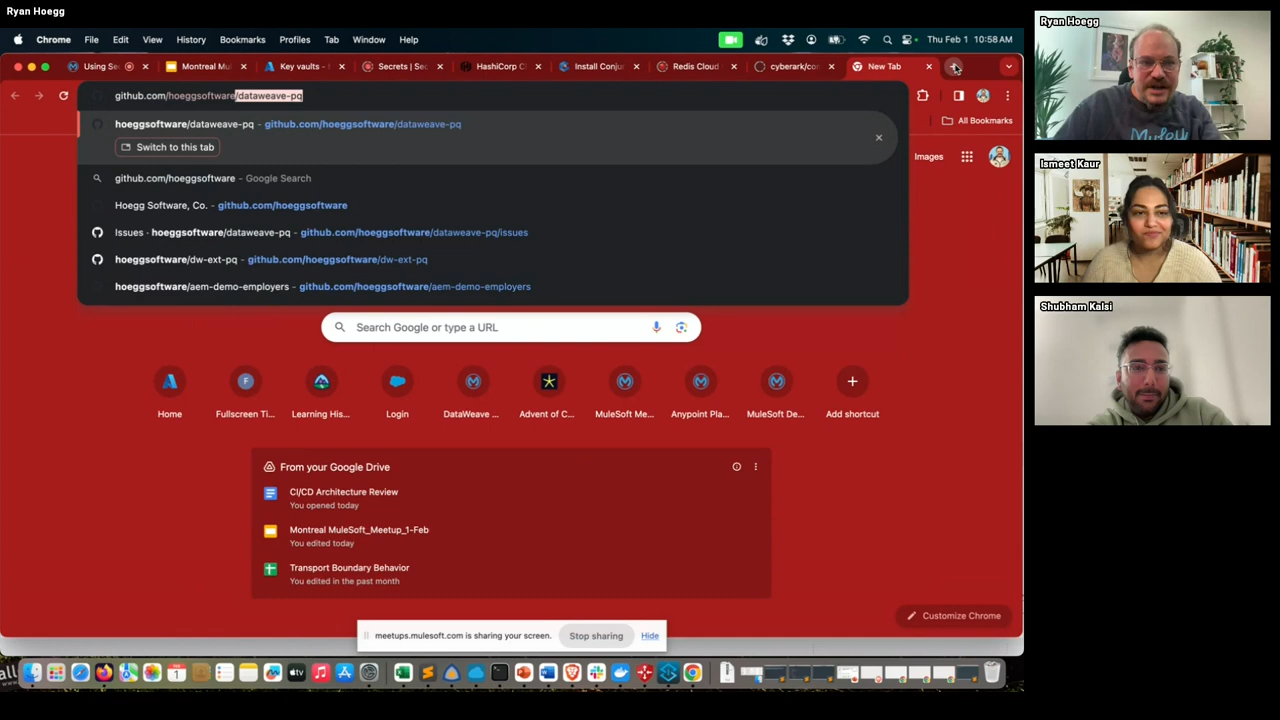 Ryan Hoegg
Chrome File Edit View History Bookmarks Profiles Tab Window Help Thu Feb 1 10:58 AM
Using Se Montreal Mu Key vaults - Secrets | Sec HashiCorp C Install Conju Redis Cloud cyberark/con New Tab
github.com/hoeggsoftware/dataweave-pq
hoeggsoftware/dataweave-pq - github.com/hoeggsoftware/dataweave-pq
Switch to this tab
github.com/hoeggsoftware - Google Search
Hoegg Software, Co. - github.com/hoeggsoftware
Issues - hoeggsoftware/dataweave-pq - github.com/hoeggsoftware/dataweave-pq/issues
hoeggsoftware/dw-ext-pq - github.com/hoeggsoftware/dw-ext-pq
hoeggsoftware/aem-demo-employers - github.com/hoeggsoftware/aem-demo-employers
All Bookmarks
Images
Search Google or type a URL
Home Fullscreen Ti... Learning His... Login DataWeave ... Advent of C... MuleSoft Me... Anypoint Pla... MuleSoft De... Add shortcut
From your Google Drive
CI/CD Architecture Review
You opened today
Montreal MuleSoft_Meetup_1-Feb
You edited today
Transport Boundary Behavior
You edited in the past month
Customize Chrome
meetups.mulesoft.com is sharing your screen. Stop sharing Hide
Ryan Hoegg
Muley
Ismeet Kaur
Shubham Kalsi